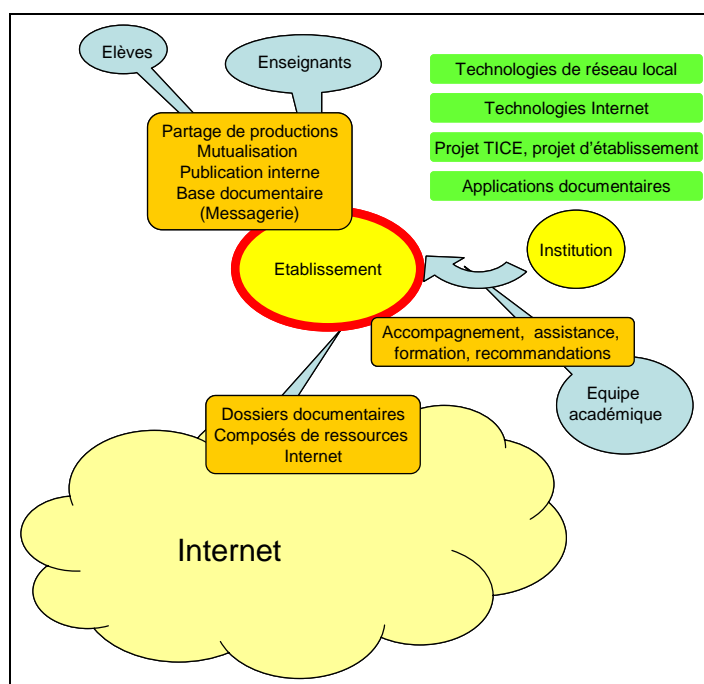 Elèves
Enseignants
Technologies de réseau local
Technologies Internet
Projet TICE, projet d'établissement
Applications documentaires
Partage de productions
Mutualisation
Publication interne
Base documentaire
(Messagerie)
Etablissement
Institution
Accompagnement, assistance,
formation, recommandations
Equipe
académique
Dossiers documentaires
Composés de ressources
Internet
Internet